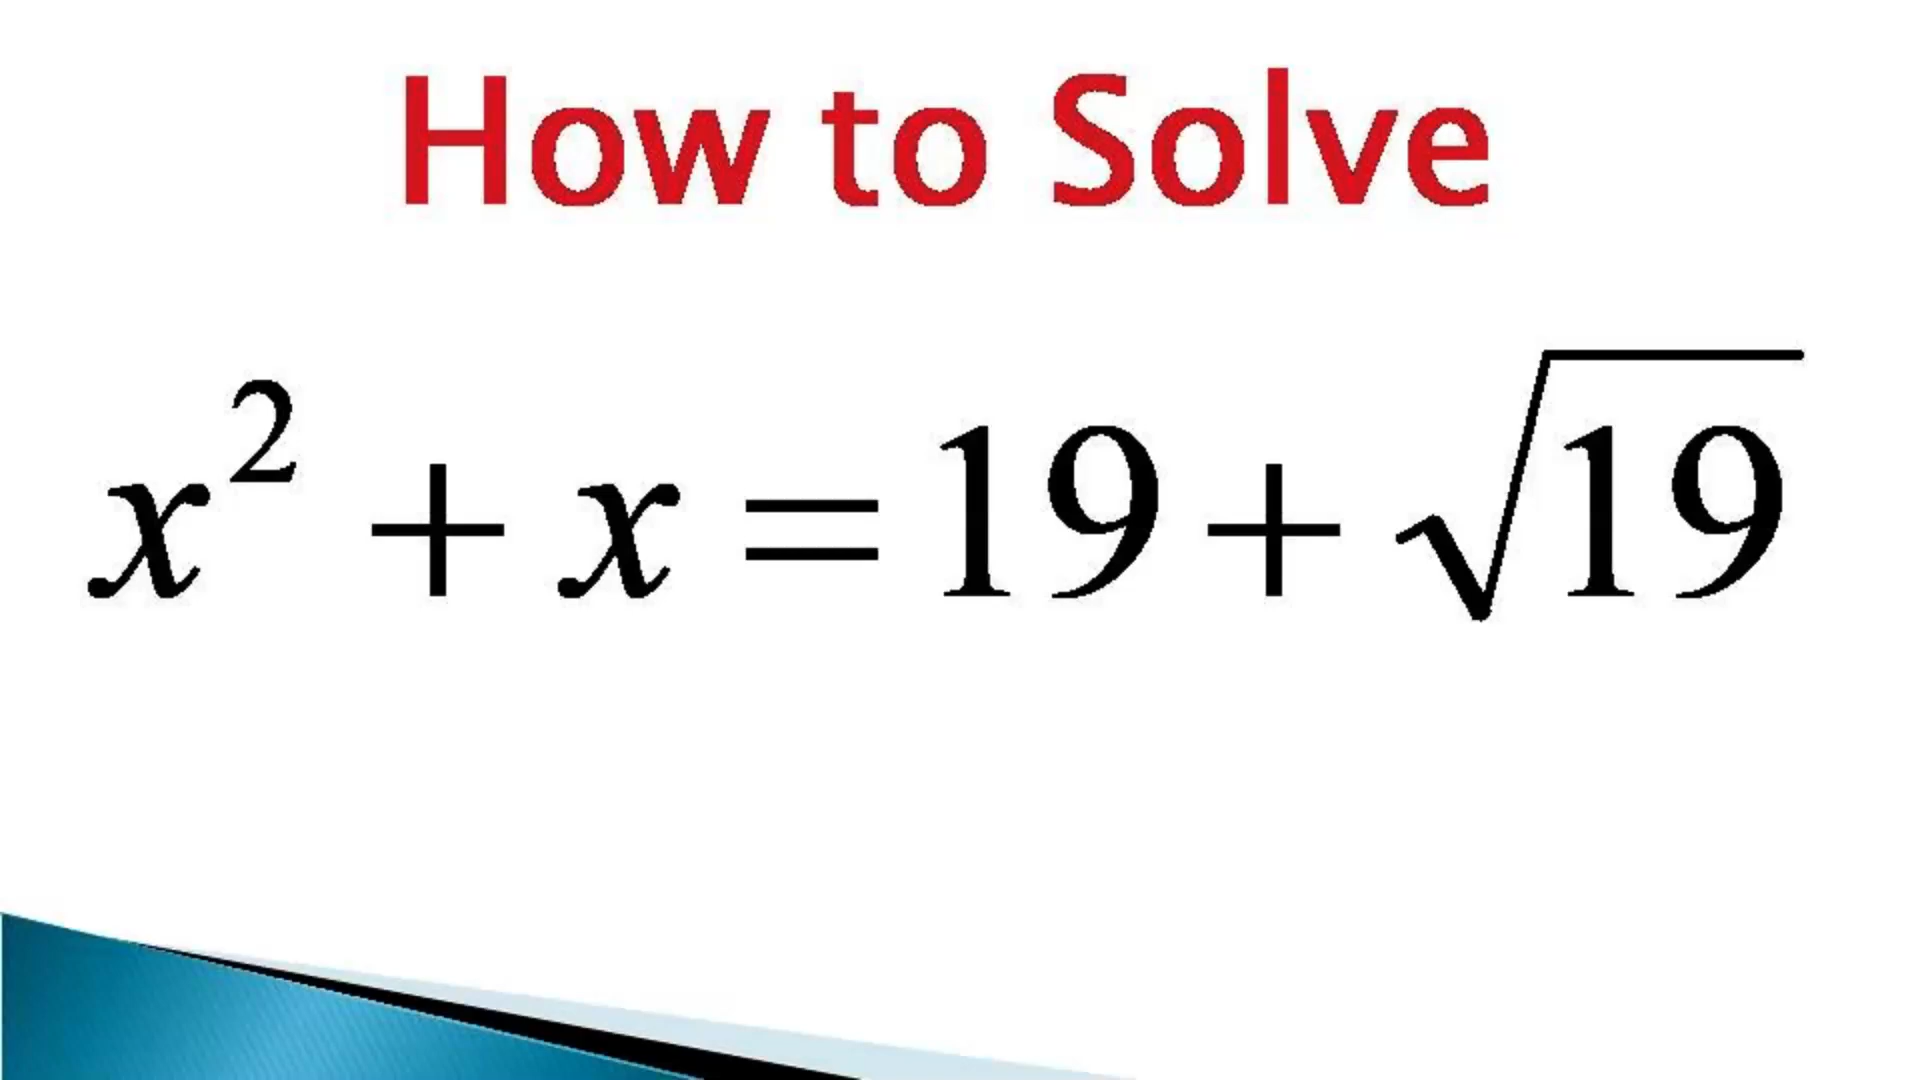 How to Solve
x² + x = 19 + √19